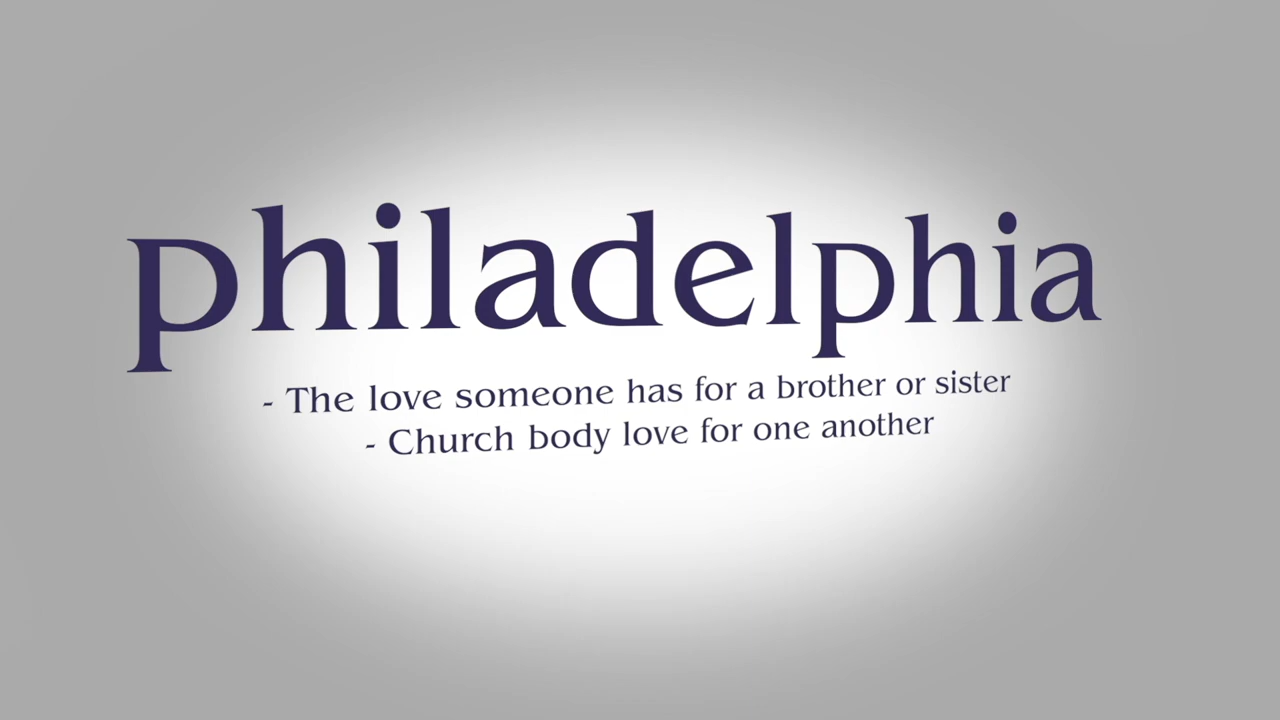 philadelphia
- The love someone has for a brother or sister
- Church body love for one another